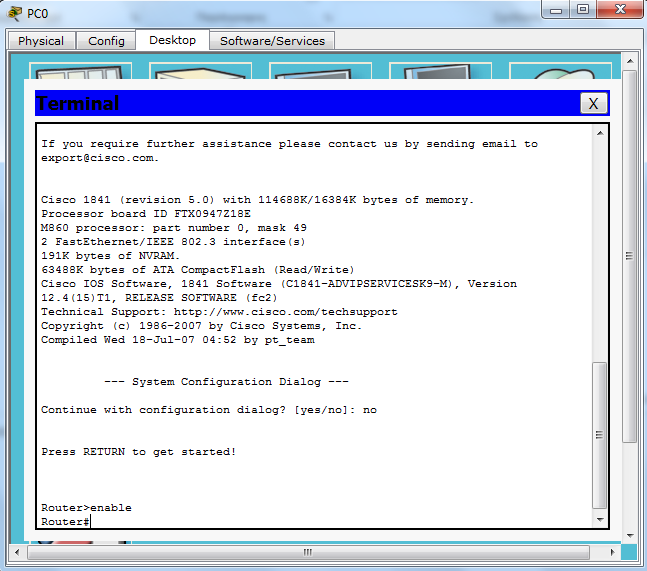 PC0
Physical Config Desktop Software/Services
Terminal X
If you require further assistance please contact us by sending email to
export@cisco.com.
Cisco 1841 (revision 5.0) with 114688K/16384K bytes of memory.
Processor board ID FTX0947Z18E
M860 processor: part number 0, mask 49
2 FastEthernet/IEEE 802.3 interface(s)
191K bytes of NVRAM.
63488K bytes of ATA CompactFlash (Read/Write)
Cisco IOS Software, 1841 Software (C1841-ADVIPSERVICESK9-M), Version
12.4(15)T1, RELEASE SOFTWARE (fc2)
Technical Support: http://www.cisco.com/techsupport
Copyright (c) 1986-2007 by Cisco Systems, Inc.
Compiled Wed 18-Jul-07 04:52 by pt_team
--- System Configuration Dialog ---
Continue with configuration dialog? [yes/no]: no
Press RETURN to get started!
Router>enable
Router#